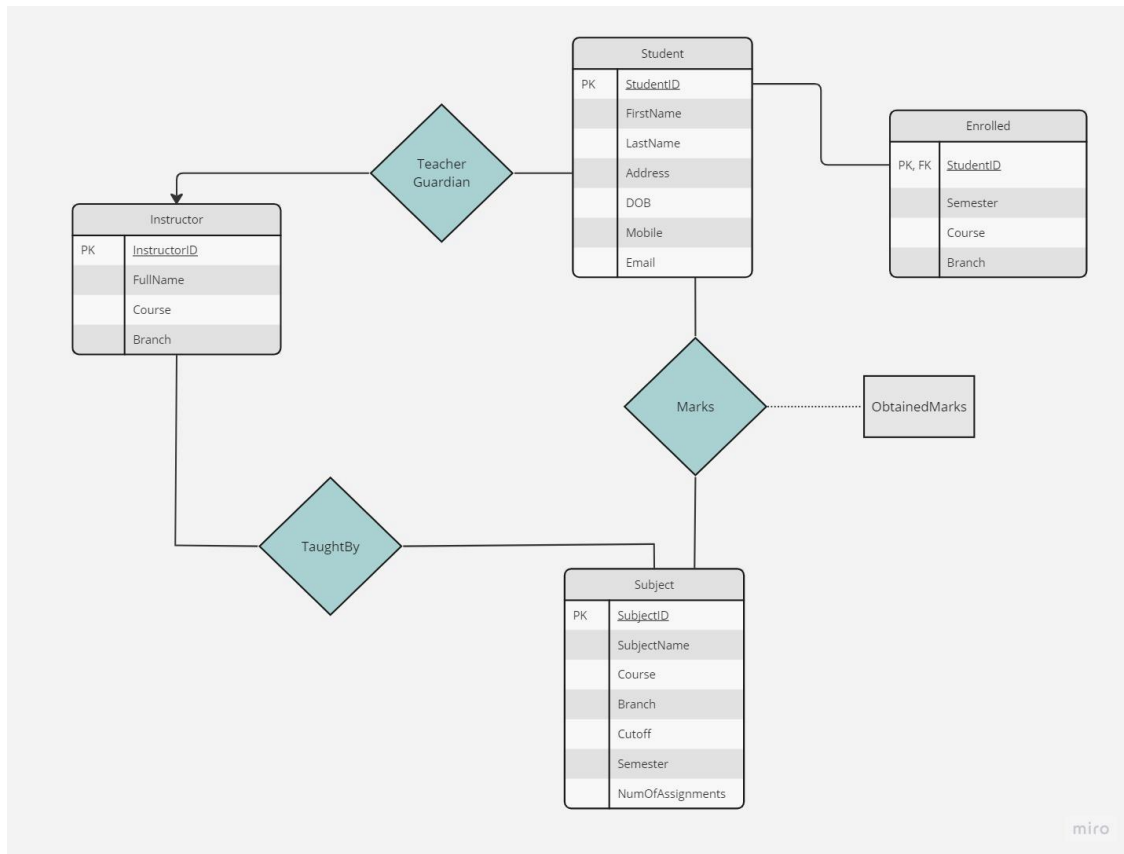 Student
PK StudentID
FirstName
LastName
Address
DOB
Mobile
Email
Enrolled
PK, FK StudentID
Semester
Course
Branch
Teacher
Guardian
Instructor
PK InstructorID
FullName
Course
Branch
Marks
ObtainedMarks
TaughtBy
Subject
PK SubjectID
SubjectName
Course
Branch
Cutoff
Semester
NumOfAssignments
miro